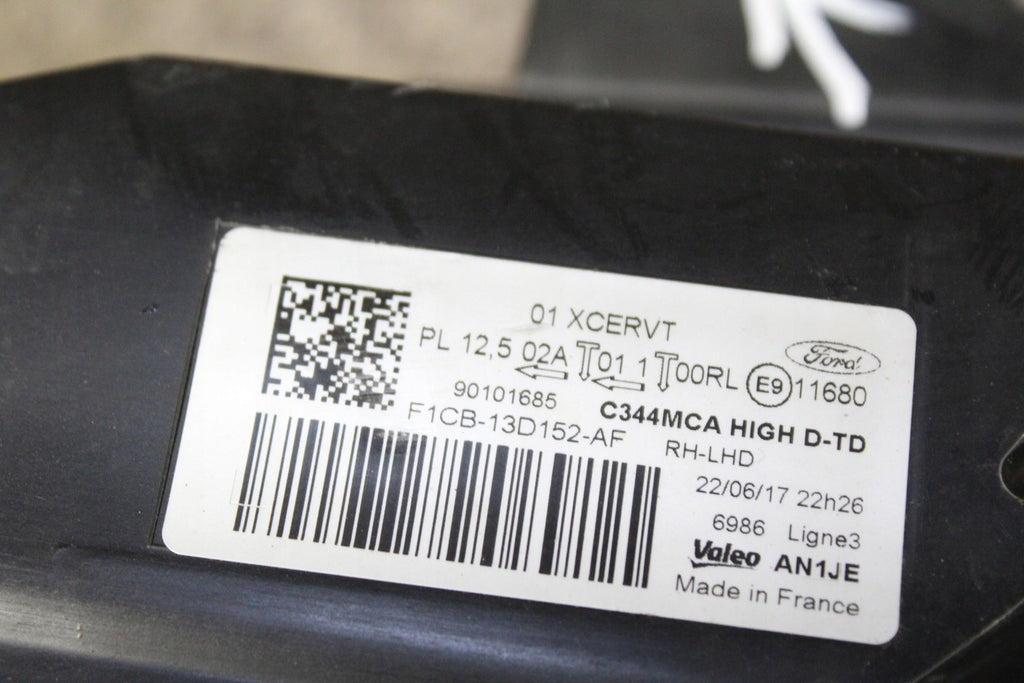 01 XCERVT
PL 12,5 02A 01 1 00RL E9 11680
Ford
90101685
C344MCA HIGH D-TD
F1CB-13D152-AF
RH-LHD
22/06/17 22h26
6986 Ligne3
Valeo AN1JE
Made in France